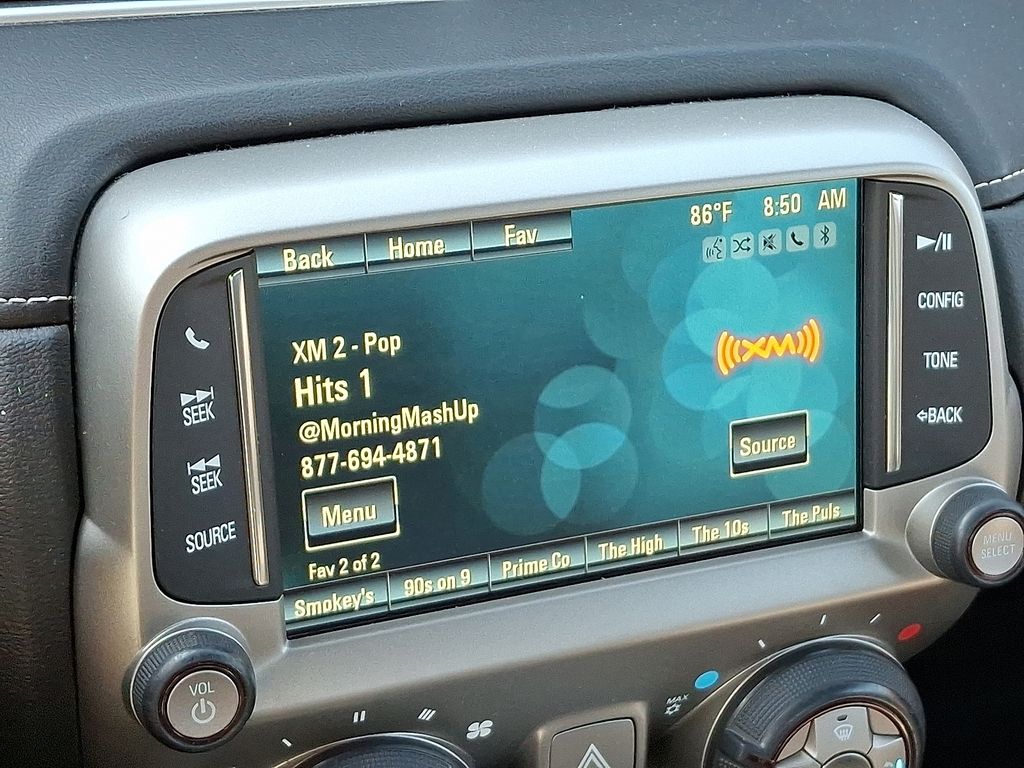 86°F 8:50 AM
Back Home Fav
XM
XM 2 - Pop
Hits 1
@MorningMashUp
877-694-4871
Source
Menu
Fav 2 of 2
Smokey's 90s on 9 Prime Co The High The 10s The Puls
SEEK
SEEK
SOURCE
CONFIG
TONE
BACK
VOL
MENU
SELECT
MAX